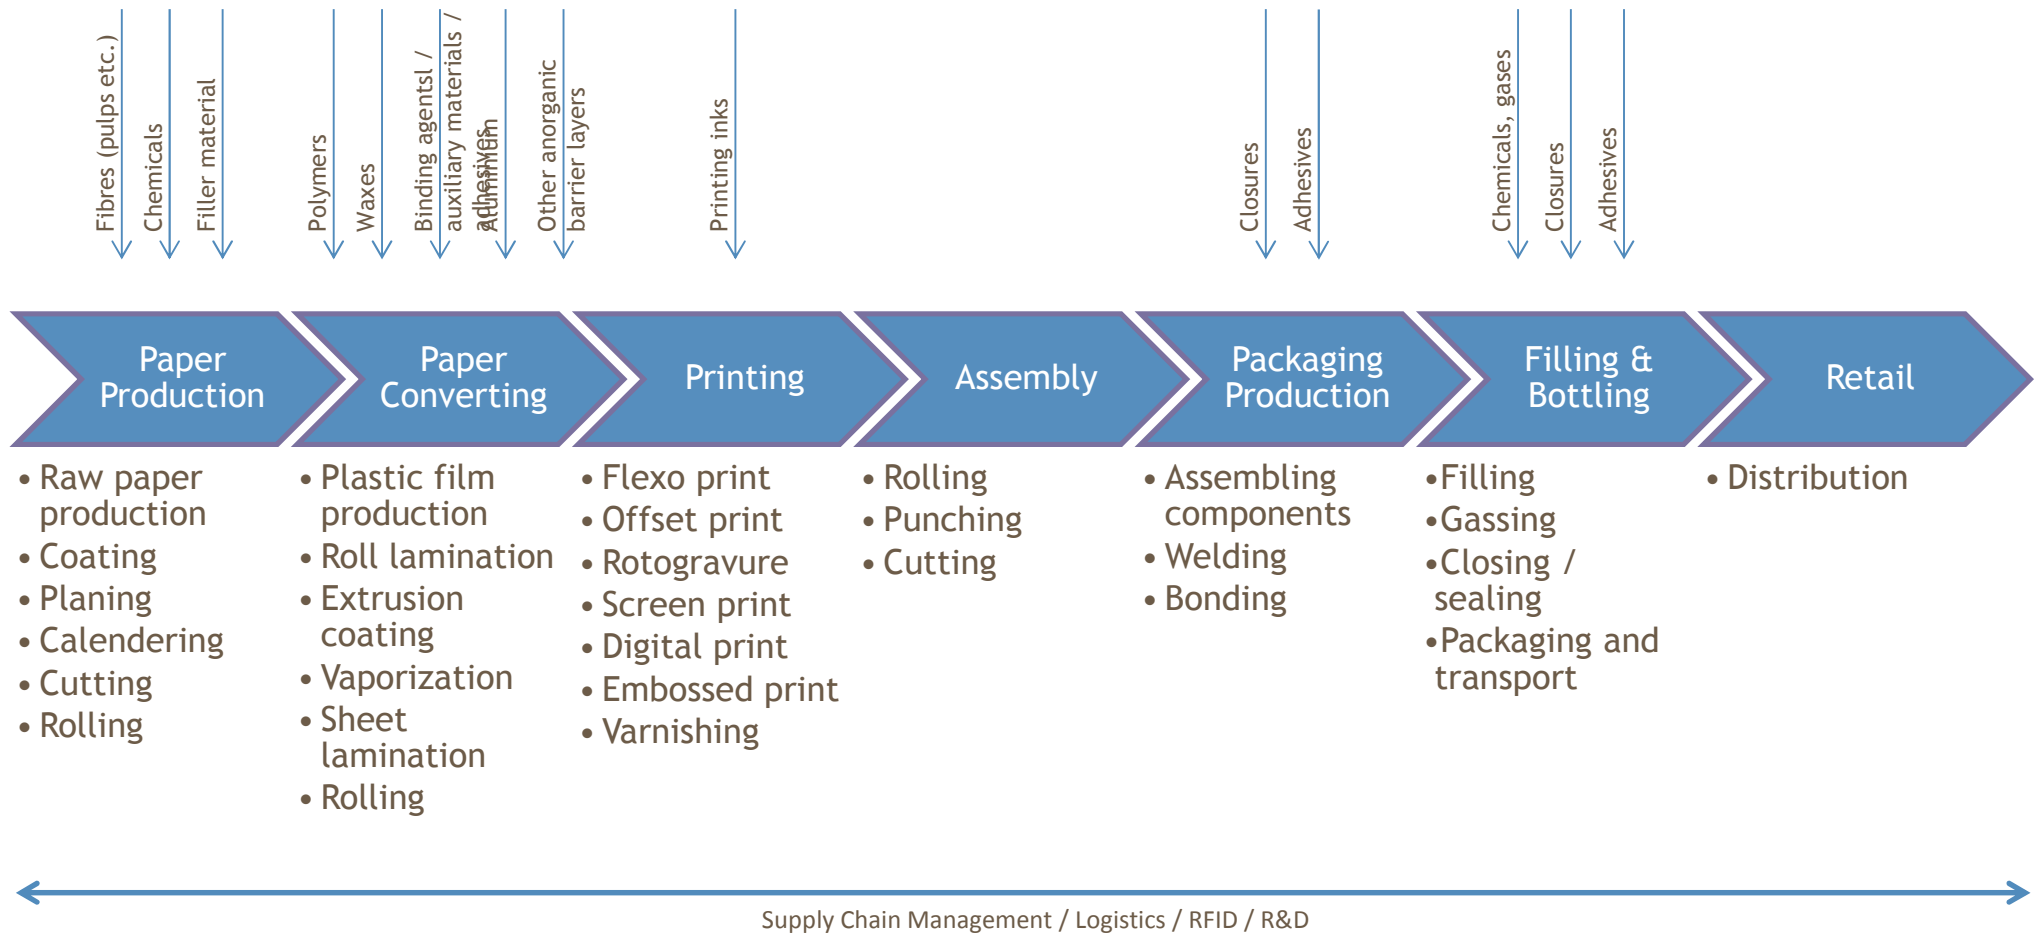 Fibres (pulps etc.)
Chemicals
Filler material
Polymers
Waxes
Binding agentsl /
auxiliary materials /
adhesives
Aluminium
Other anorganic
barrier layers
Printing inks
Closures
Adhesives
Chemicals, gases
Closures
Adhesives
Paper
Production
Paper
Converting
Printing
Assembly
Packaging
Production
Filling &
Bottling
Retail
• Raw paper
production
• Coating
• Planing
• Calendering
• Cutting
• Rolling
• Plastic film
production
• Roll lamination
• Extrusion
coating
• Vaporization
• Sheet
lamination
• Rolling
• Flexo print
• Offset print
• Rotogravure
• Screen print
• Digital print
• Embossed print
• Varnishing
• Rolling
• Punching
• Cutting
• Assembling
components
• Welding
• Bonding
•Filling
•Gassing
•Closing /
sealing
•Packaging and
transport
• Distribution
Supply Chain Management / Logistics / RFID / R&D